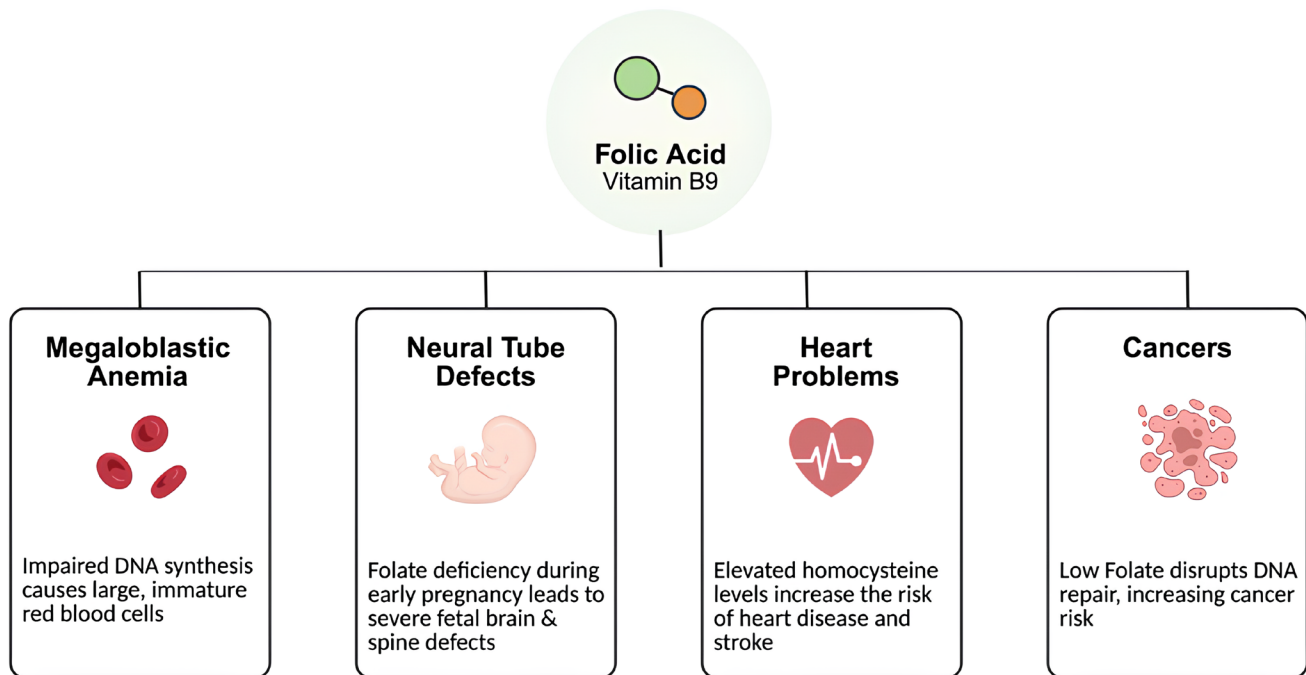 Folic Acid
Vitamin B9
Megaloblastic
Anemia
Impaired DNA synthesis
causes large, immature
red blood cells
Neural Tube
Defects
Folate deficiency during
early pregnancy leads to
severe fetal brain &
spine defects
Heart
Problems
Elevated homocysteine
levels increase the risk
of heart disease and
stroke
Cancers
Low Folate disrupts DNA
repair, increasing cancer
risk